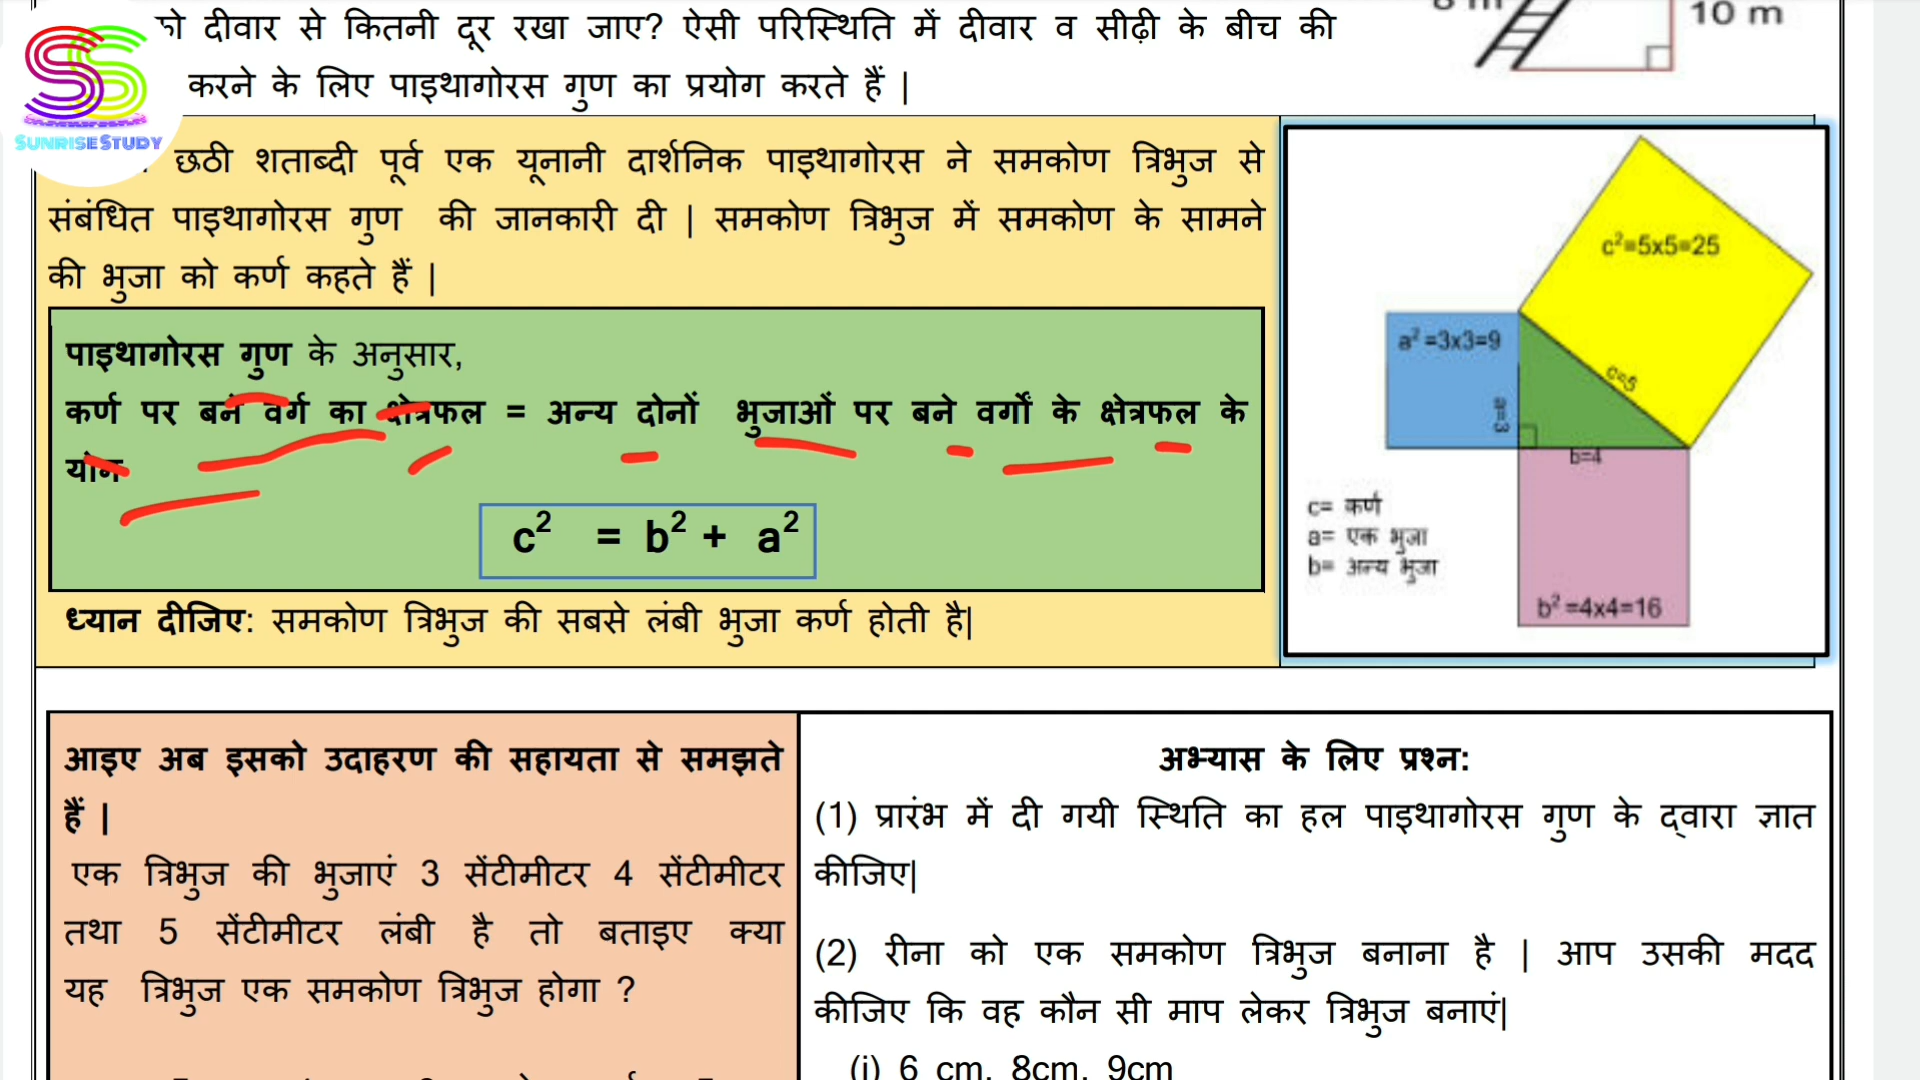 दीवार से कितनी दूर रखा जाए? ऐसी परिस्थिति में दीवार व सीढ़ी के बीच की
करने के लिए पाइथागोरस गुण का प्रयोग करते हैं |
10 m
SUNRISESTUDY
छठी शताब्दी पूर्व एक यूनानी दार्शनिक पाइथागोरस ने समकोण त्रिभुज से
संबंधित पाइथागोरस गुण की जानकारी दी | समकोण त्रिभुज में समकोण के सामने
की भुजा को कर्ण कहते हैं |
पाइथागोरस गुण के अनुसार,
कर्ण पर बने वर्ग का क्षेत्रफल = अन्य दोनों भुजाओं पर बने वर्गों के क्षेत्रफल के
योग
c² = b² + a²
ध्यान दीजिए: समकोण त्रिभुज की सबसे लंबी भुजा कर्ण होती है|
c²=5x5=25
a²=3x3=9
c=5
a=3
b=4
c= कर्ण
a= एक भुजा
b= अन्य भुजा
b²=4x4=16
आइए अब इसको उदाहरण की सहायता से समझते
हैं |
एक त्रिभुज की भुजाएं 3 सेंटीमीटर 4 सेंटीमीटर
तथा 5 सेंटीमीटर लंबी है तो बताइए क्या
यह त्रिभुज एक समकोण त्रिभुज होगा ?
अभ्यास के लिए प्रश्न:
(1) प्रारंभ में दी गयी स्थिति का हल पाइथागोरस गुण के द्वारा ज्ञात
कीजिए|
(2) रीना को एक समकोण त्रिभुज बनाना है | आप उसकी मदद
कीजिए कि वह कौन सी माप लेकर त्रिभुज बनाएं|
(i) 6 cm, 8cm, 9cm